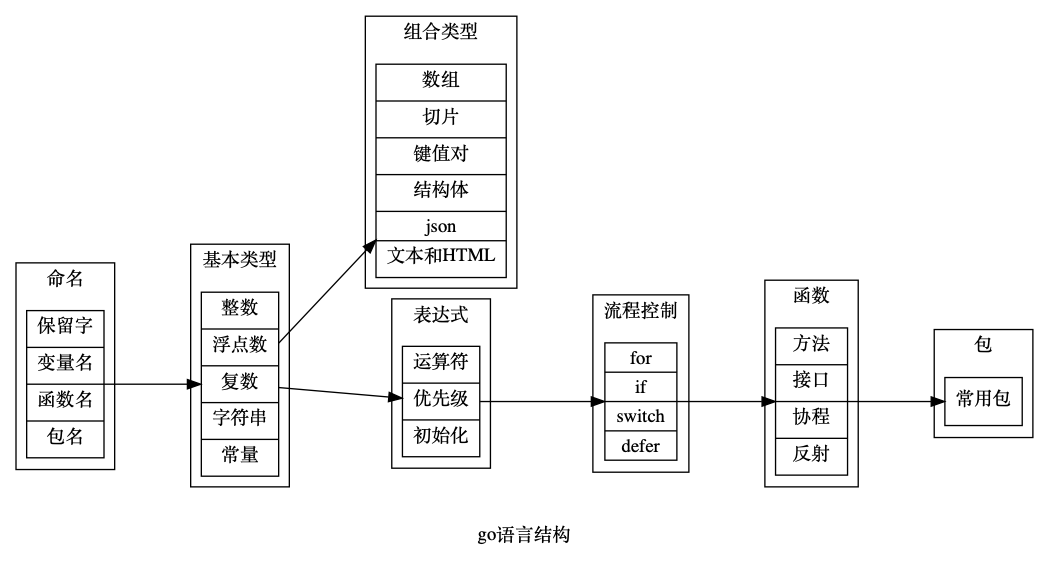 命名
保留字
变量名
函数名
包名
基本类型
整数
浮点数
复数
字符串
常量
组合类型
数组
切片
键值对
结构体
json
文本和HTML
表达式
运算符
优先级
初始化
流程控制
for
if
switch
defer
函数
方法
接口
协程
反射
包
常用包
go语言结构